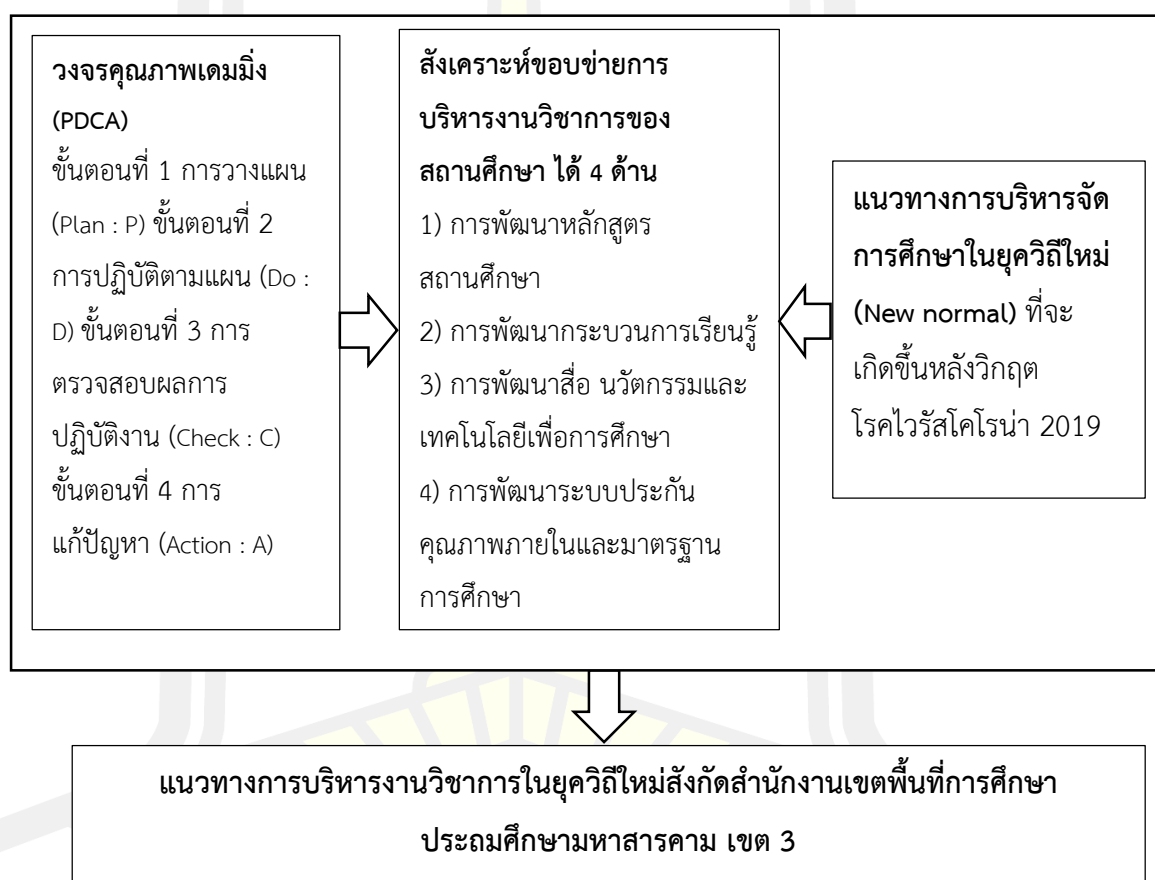 วงจรคุณภาพเดมมิ่ง
(PDCA)
ขั้นตอนที่ 1 การวางแผน
(Plan : P) ขั้นตอนที่ 2
การปฏิบัติตามแผน (Do :
D) ขั้นตอนที่ 3 การ
ตรวจสอบผลการ
ปฏิบัติงาน (Check : C)
ขั้นตอนที่ 4 การ
แก้ปัญหา (Action : A)
สังเคราะห์ขอบข่ายการ
บริหารงานวิชาการของ
สถานศึกษา ได้ 4 ด้าน
1) การพัฒนาหลักสูตร
สถานศึกษา
2) การพัฒนากระบวนการเรียนรู้
3) การพัฒนาสื่อ นวัตกรรมและ
เทคโนโลยีเพื่อการศึกษา
4) การพัฒนาระบบประกัน
คุณภาพภายในและมาตรฐาน
การศึกษา
แนวทางการบริหารจัด
การศึกษาในยุควิถีใหม่
(New normal) ที่จะ
เกิดขึ้นหลังวิกฤต
โรคไวรัสโคโรน่า 2019
แนวทางการบริหารงานวิชาการในยุควิถีใหม่สังกัดสำนักงานเขตพื้นที่การศึกษา
ประถมศึกษามหาสารคาม เขต 3